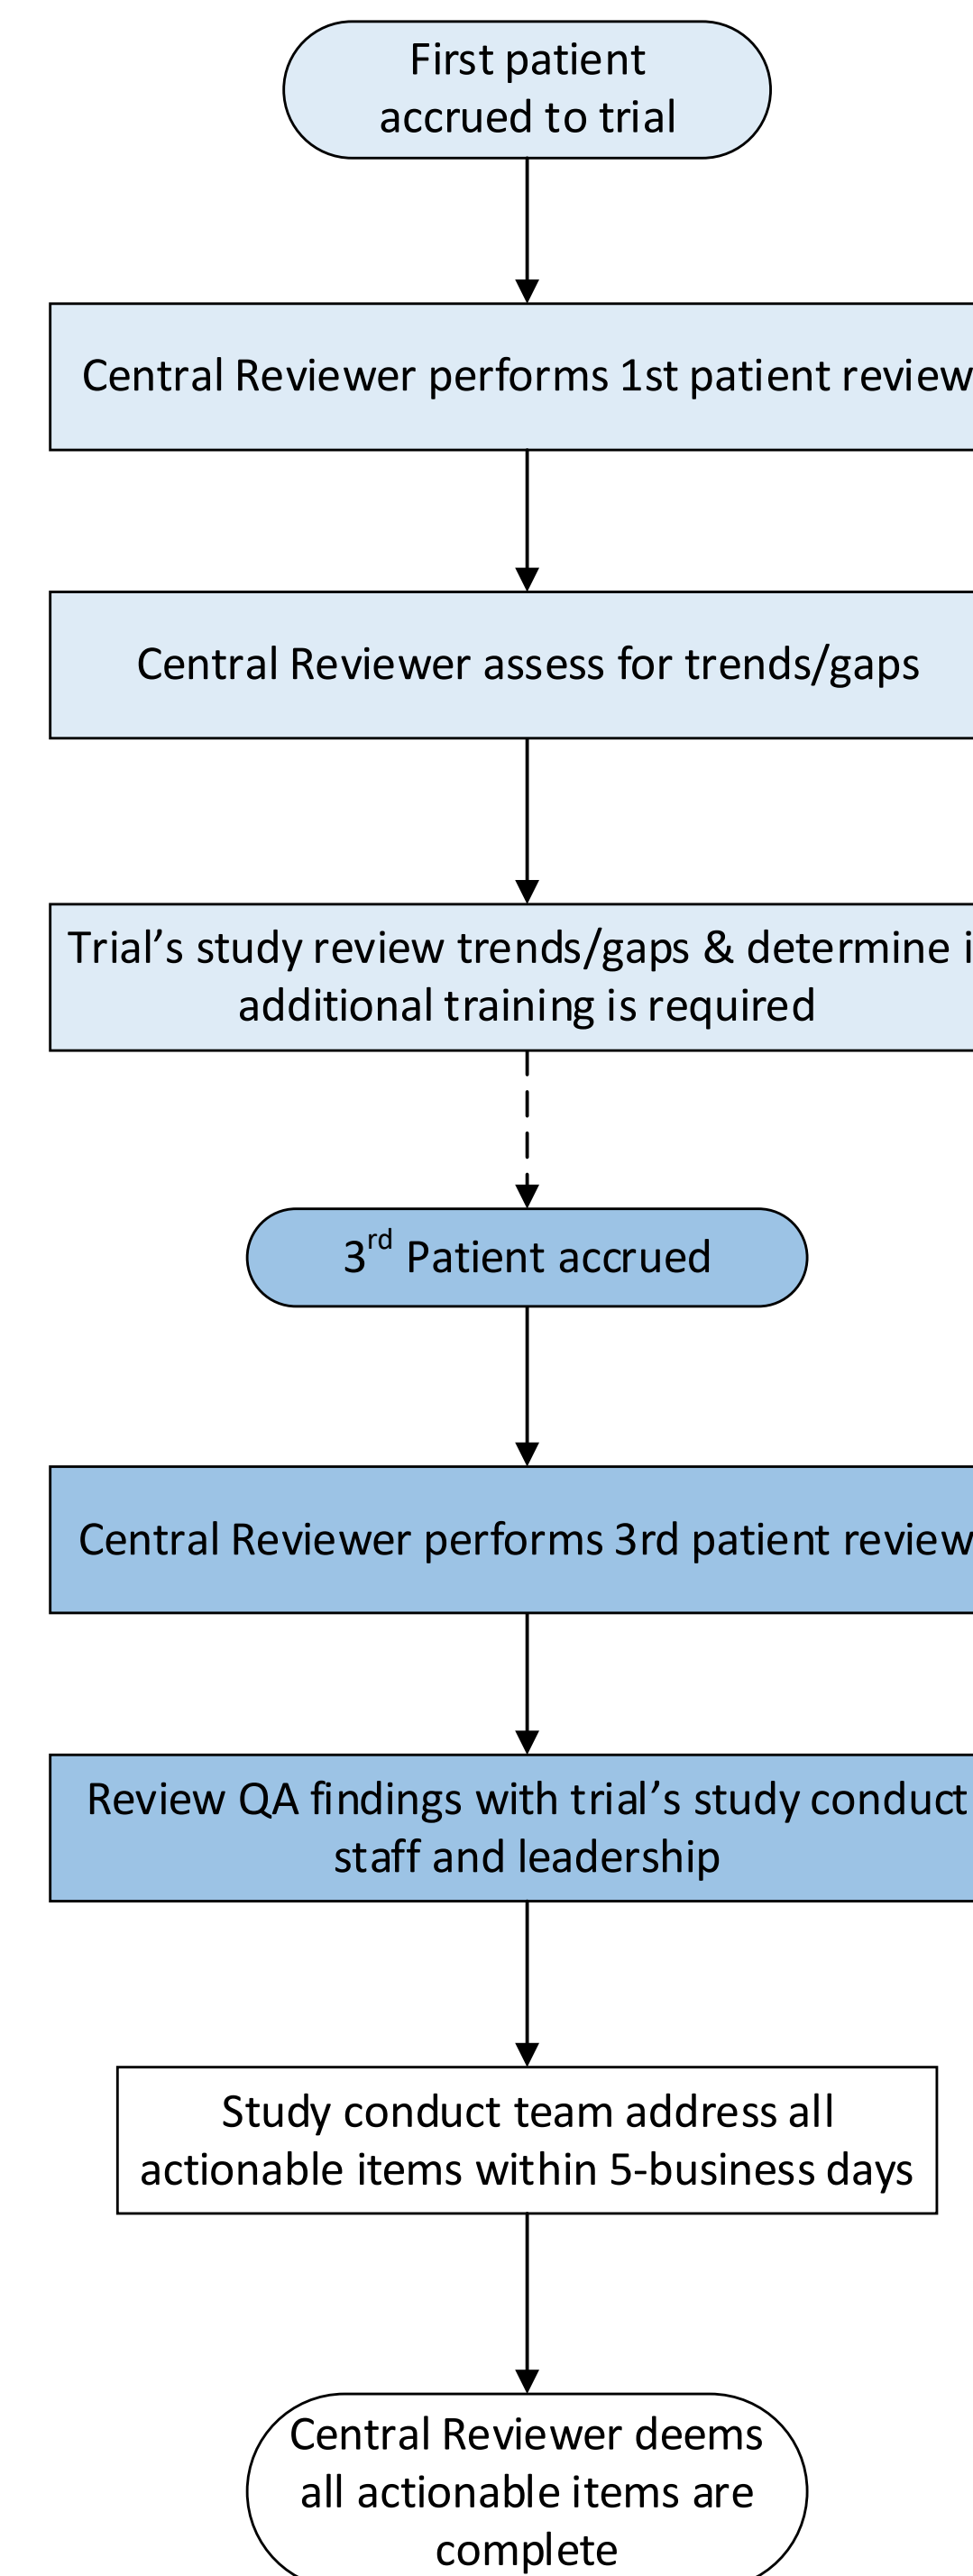 First patient
accrued to trial
Central Reviewer performs 1st patient review
Central Reviewer assess for trends/gaps
Trial’s study review trends/gaps & determine i
additional training is required
3rd Patient accrued
Central Reviewer performs 3rd patient review
Review QA findings with trial’s study conduct
staff and leadership
Study conduct team address all
actionable items within 5-business days
Central Reviewer deems
all actionable items are
complete